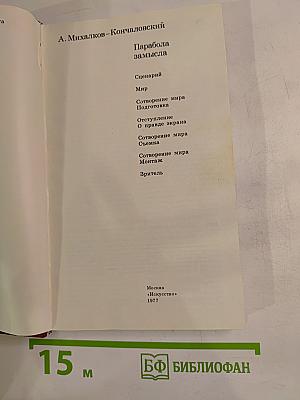 та
А. Михалков-Кончаловский
Парабола
замысла
Сценарий
Мир
Сотворение мира
Подготовка
Отступление
О правде экрана
Сотворение мира
Съемка
Сотворение мира
Монтаж
Зритель
Москва
«Искусство»
1977
15 м
БФ БИБЛИОФАН